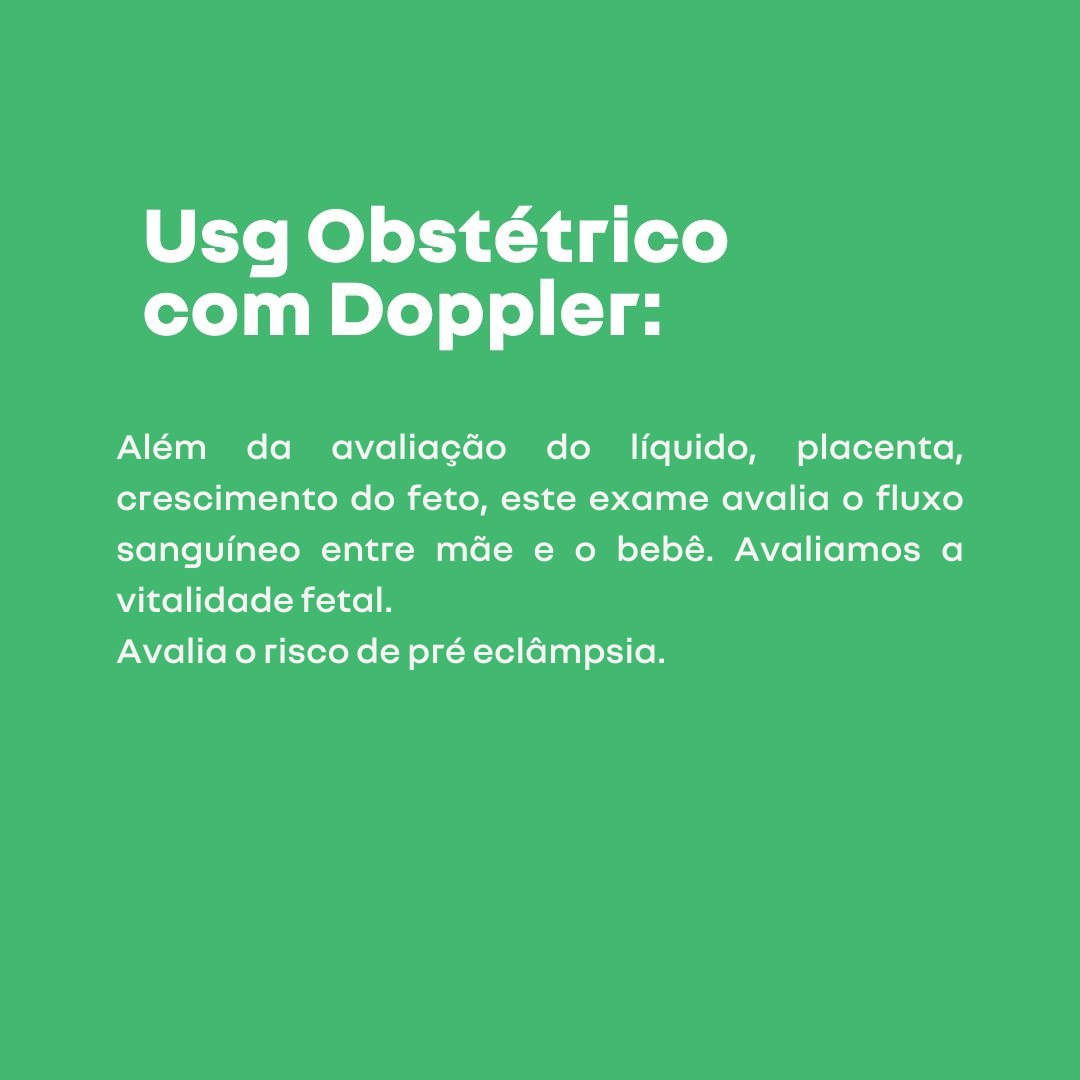 Usg Obstétrico
com Doppler:
Além da avaliação do líquido, placenta,
crescimento do feto, este exame avalia o fluxo
sanguíneo entre mãe e o bebê. Avaliamos a
vitalidade fetal.
Avalia o risco de pré eclâmpsia.